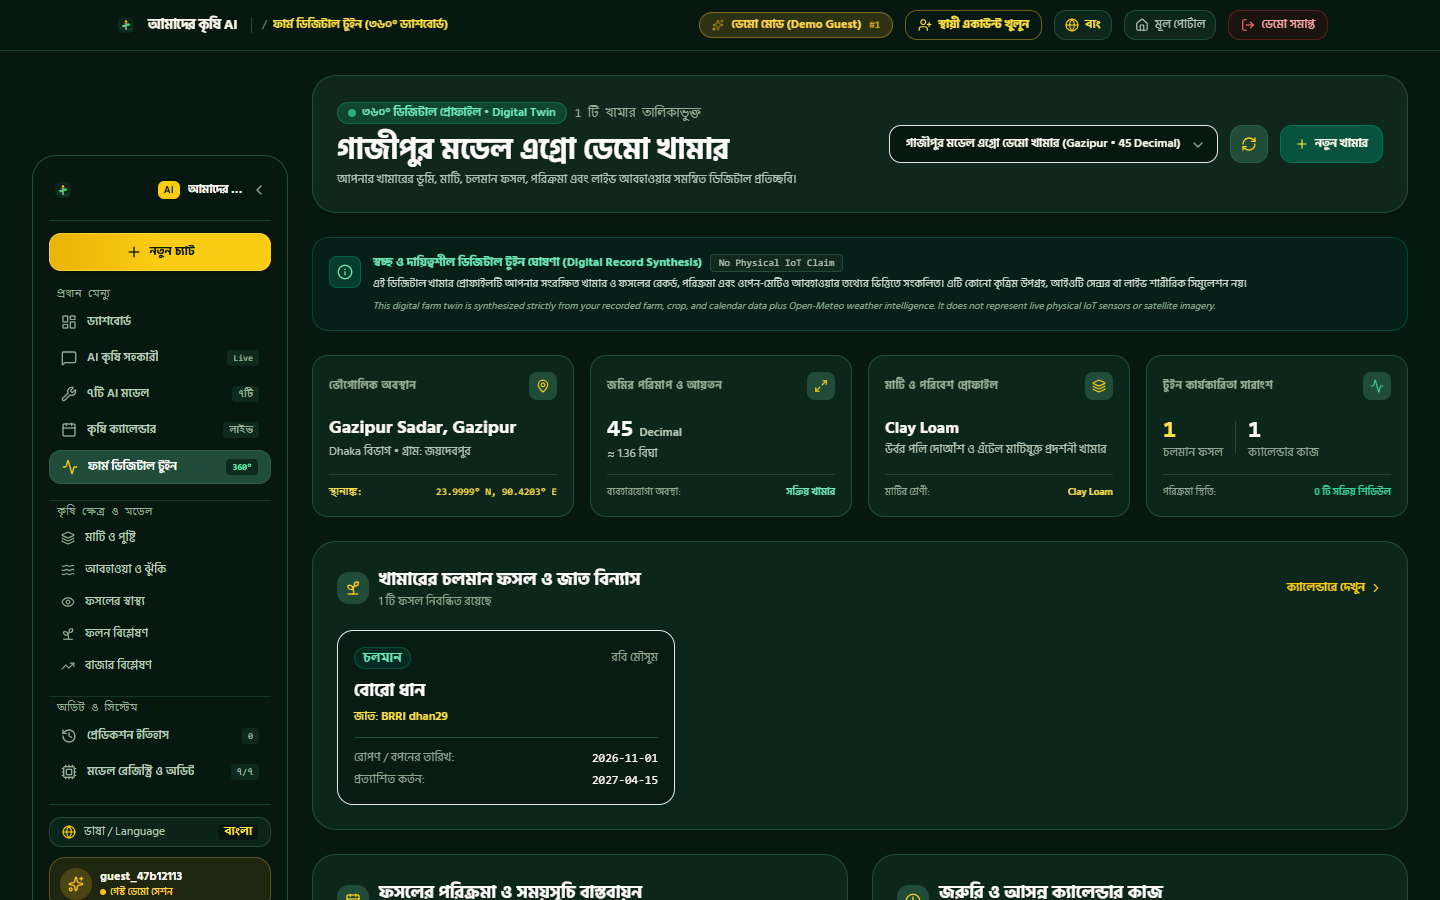 আমাদের কৃষি AI / ফার্ম ডিজিটাল টুইন (৩৬০° ড্যাশবোর্ড)
ডেমো মোড (Demo Guest) #1
স্থায়ী একাউন্ট খুলুন
বাং
মূল পোর্টাল
ডেমো সমাপ্ত
AI আমাদের ...
নতুন চ্যাট
প্রধান মেন্যু
ড্যাশবোর্ড
AI কৃষি সহকারী Live
৭টি AI মডেল ৭টি
কৃষি ক্যালেন্ডার লাইভ
ফার্ম ডিজিটাল টুইন 360°
কৃষি ক্ষেত্র ও মডেল
মাটি ও পুষ্টি
আবহাওয়া ও ঝুঁকি
ফসলের স্বাস্থ্য
ফলন বিশ্লেষণ
বাজার বিশ্লেষণ
অডিট ও সিস্টেম
প্রেডিকশন ইতিহাস 0
মডেল রেজিস্ট্রি ও অডিট ৭/৭
ভাষা / Language বাংলা
guest_47b12113
গেস্ট ডেমো সেশন
৩৬০° ডিজিটাল প্রোফাইল • Digital Twin 1 টি খামার তালিকাভুক্ত
গাজীপুর মডেল এগ্রো ডেমো খামার
আপনার খামারের ভূমি, মাটি, চলমান ফসল, পরিক্রমা এবং লাইভ আবহাওয়ার সমন্বিত ডিজিটাল প্রতিচ্ছবি।
গাজীপুর মডেল এগ্রো ডেমো খামার (Gazipur • 45 Decimal)
নতুন খামার
স্বচ্ছ ও দায়িত্বশীল ডিজিটাল টুইন ঘোষণা (Digital Record Synthesis) No Physical IoT Claim
এই ডিজিটাল খামার প্রোফাইলটি আপনার সংরক্ষিত খামার ও ফসলের রেকর্ড, পরিক্রমা এবং ওপেন-মেটিও আবহাওয়ার তথ্যের ভিত্তিতে সংকলিত। এটি কোনো কৃত্রিম উপগ্রহ, আইওটি সেন্সর বা লাইভ শারীরিক সিমুলেশন নয়।
This digital farm twin is synthesized strictly from your recorded farm, crop, and calendar data plus Open-Meteo weather intelligence. It does not represent live physical IoT sensors or satellite imagery.
ভৌগোলিক অবস্থান
Gazipur Sadar, Gazipur
Dhaka বিভাগ • গ্রাম: জয়দেবপুর
স্থানাঙ্ক: 23.9999° N, 90.4203° E
জমির পরিমাপ ও আয়তন
45 Decimal
≈ 1.36 বিঘা
ব্যবহারযোগ্য অবস্থা: সক্রিয় খামার
মাটি ও পরিবেশ প্রোফাইল
Clay Loam
উর্বর পলি দোআঁশ ও এঁটেল মাটিযুক্ত প্রদর্শনী খামার
মাটির শ্রেণী: Clay Loam
টুইন কার্যকারিতা সারাংশ
1 চলমান ফসল
1 ক্যালেন্ডার কাজ
পরিক্রমা স্থিতি: 0 টি সক্রিয় শিডিউল
খামারের চলমান ফসল ও জাত বিন্যাস
1 টি ফসল নিবন্ধিত রয়েছে
ক্যালেন্ডারে দেখুন
চলমান রবি মৌসুম
বোরো ধান
জাত: BRRI dhan29
রোপণ / বপনের তারিখ: 2026-11-01
প্রত্যাশিত কর্তন: 2027-04-15
ফসলের পরিক্রমা ও সময়সূচি বাস্তবায়ন
জরুরি ও আসন্ন ক্যালেন্ডার কাজ